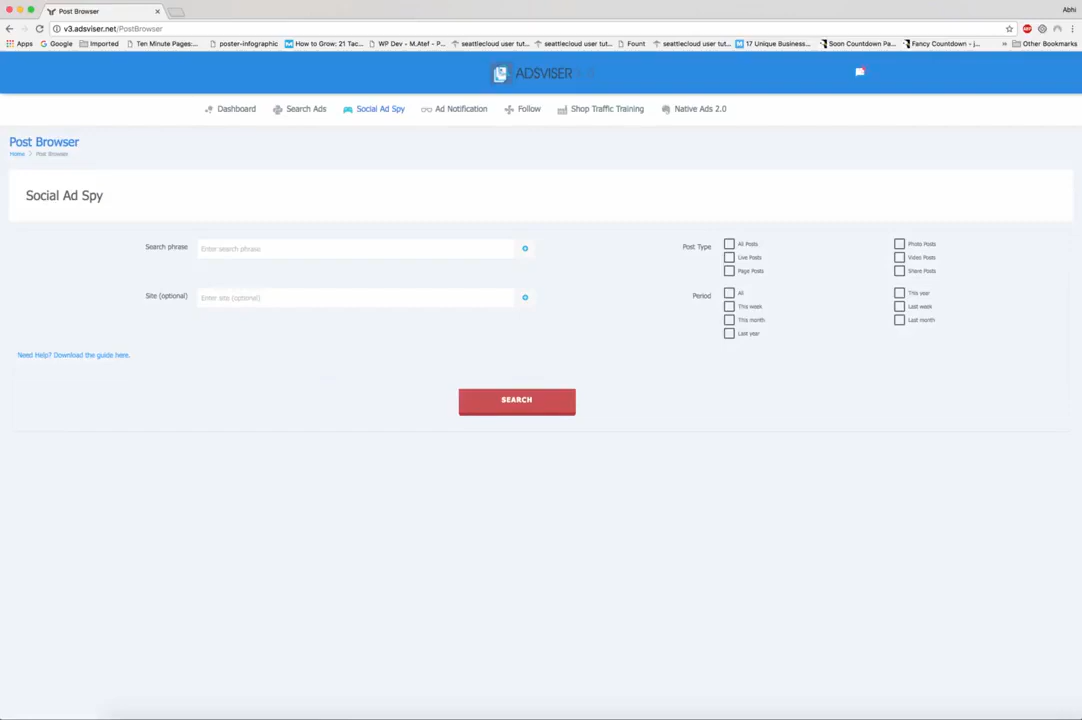 Post Browser
Abhi
v3.adsviser.net/PostBrowser
Apps Google Imported Ten Minute Pages:... poster-infographic How to Grow: 21 Tac... WP Dev - M.Atef - P... seattlecloud user tut... seattlecloud user tut... Fount seattlecloud user tut... 17 Unique Business... Soon Countdown Pa... Fancy Countdown - j... » Other Bookmarks
ADSVISER
Dashboard Search Ads Social Ad Spy Ad Notification Follow Shop Traffic Training Native Ads 2.0
Post Browser
Home > Post Browser
Social Ad Spy
Search phrase Enter search phrase Post Type All Posts Photo Posts
Live Posts Video Posts
Page Posts Share Posts
Site (optional) Enter site (optional) Period All This year
This week Last week
This month Last month
Last year
Need Help? Download the guide here.
SEARCH